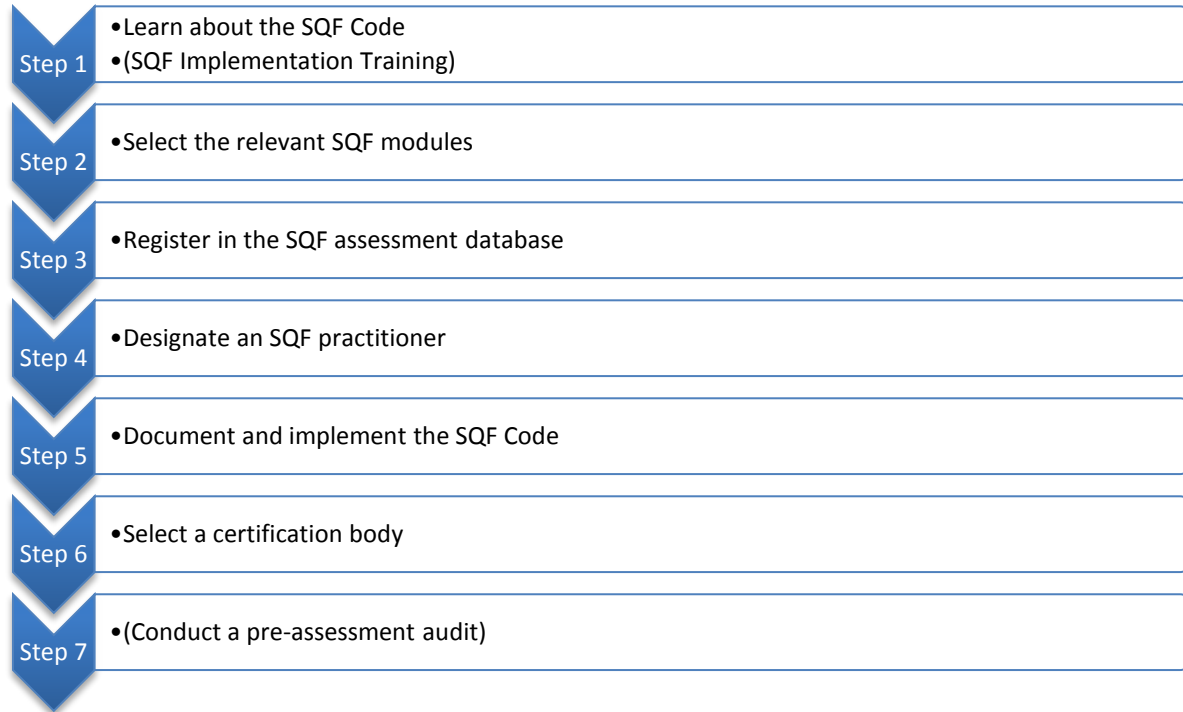 Step 1
•Learn about the SQF Code
•(SQF Implementation Training)
Step 2
•Select the relevant SQF modules
Step 3
•Register in the SQF assessment database
Step 4
•Designate an SQF practitioner
Step 5
•Document and implement the SQF Code
Step 6
•Select a certification body
Step 7
•(Conduct a pre-assessment audit)